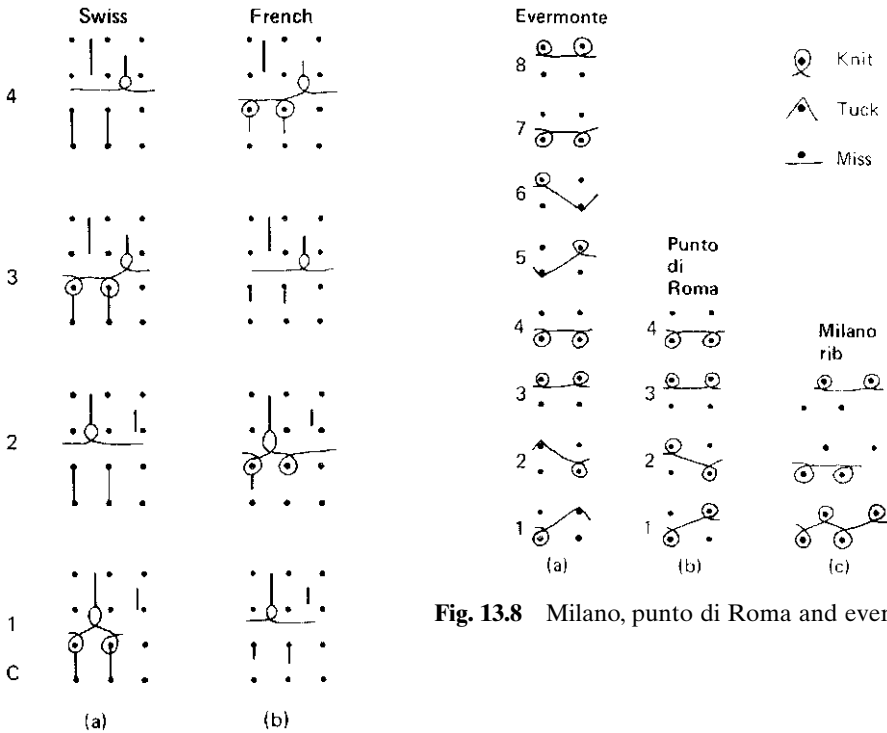 Swiss
French
4
3
2
1
C
(a)
(b)
Evermonte
8
7
6
5
4
3
2
1
(a)
Punto
di
Roma
4
3
2
1
(b)
Milano
rib
(c)
Knit
Tuck
Miss
Fig. 13.8 Milano, punto di Roma and ever